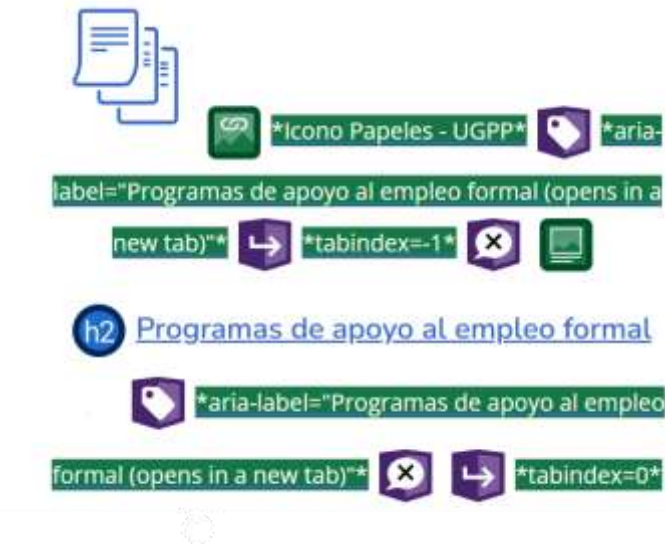 *Icono Papeles - UGPP* *aria-
label="Programas de apoyo al empleo formal (opens in a
new tab)"* *tabindex=-1*
h2 Programas de apoyo al empleo formal
*aria-label="Programas de apoyo al empleo
formal (opens in a new tab)"* *tabindex=0*